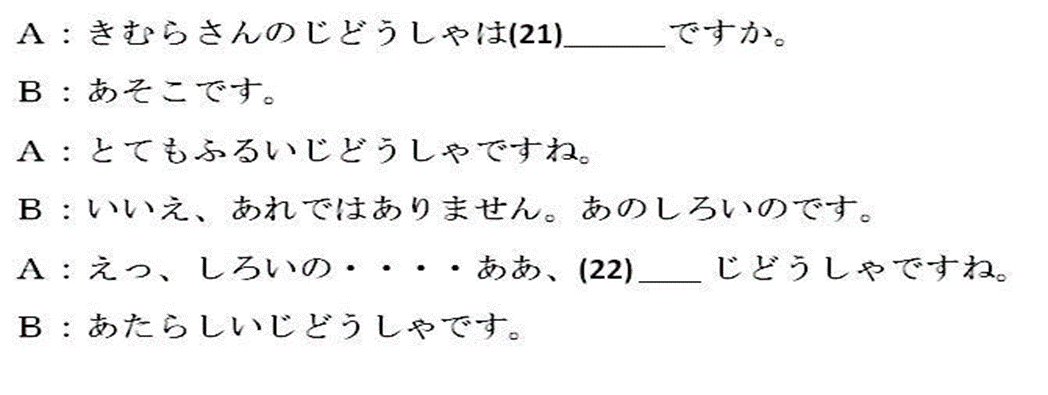 A：きむらさんのじどうしゃは(21)______ですか。
B：あそこです。
A：とてもふるいじどうしゃですね。
B：いいえ、あれではありません。あのしろいのです。
A：えっ、しろいの・・・・ああ、(22)____ じどうしゃですね。
B：あたらしいじどうしゃです。